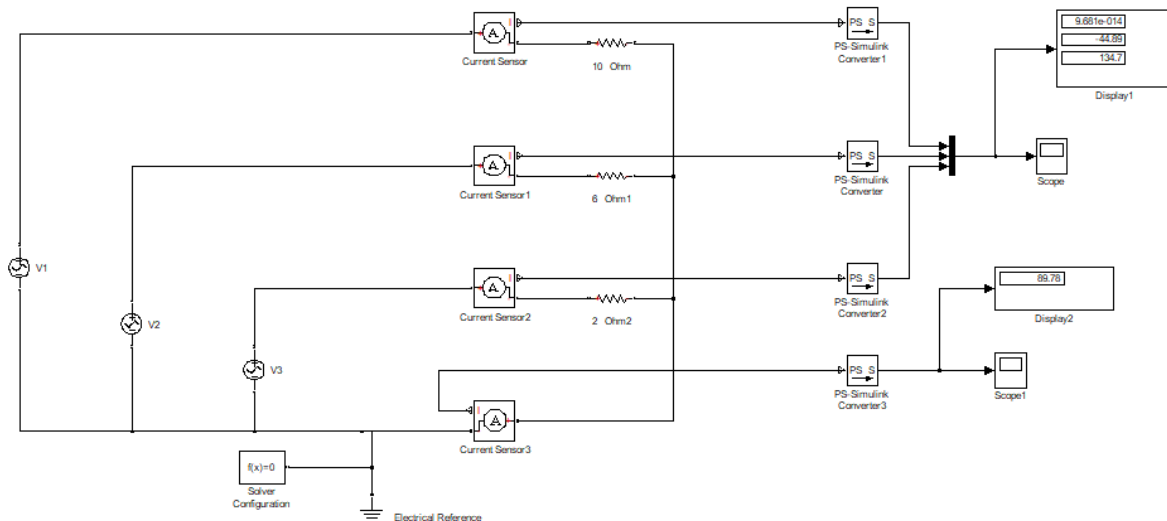 I
A
Current Sensor
10 Ohm
PS S
PS-Simulink
Converter1
9.681e-014
-44.89
134.7
Display1
I
A
Current Sensor1
6 Ohm1
PS S
PS-Simulink
Converter
Scope
V1
I
A
Current Sensor2
2 Ohm2
PS S
PS-Simulink
Converter2
89.78
Display2
V2
V3
I
A
Current Sensor3
PS S
PS-Simulink
Converter3
Scope1
f(x)=0
Solver
Configuration
Electrical Reference